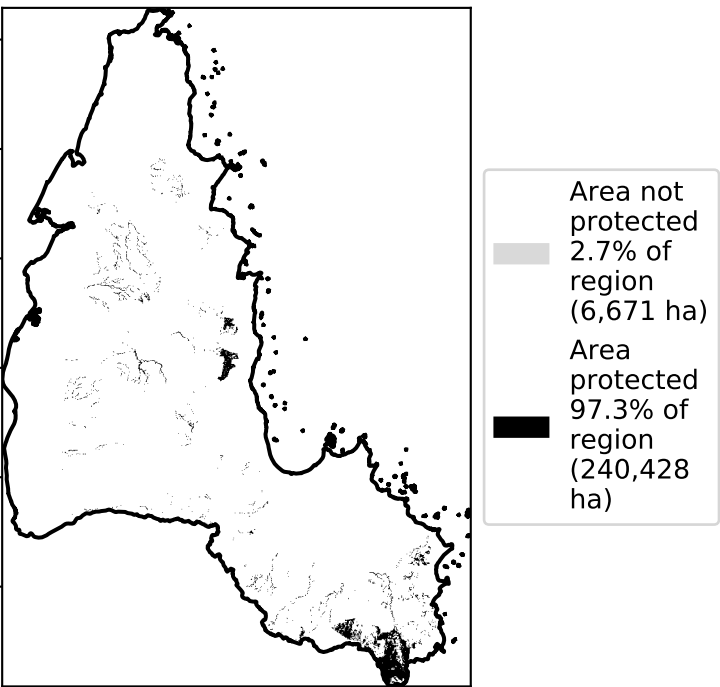 Area not
protected
2.7% of
region
(6,671 ha)
Area
protected
97.3% of
region
(240,428
ha)